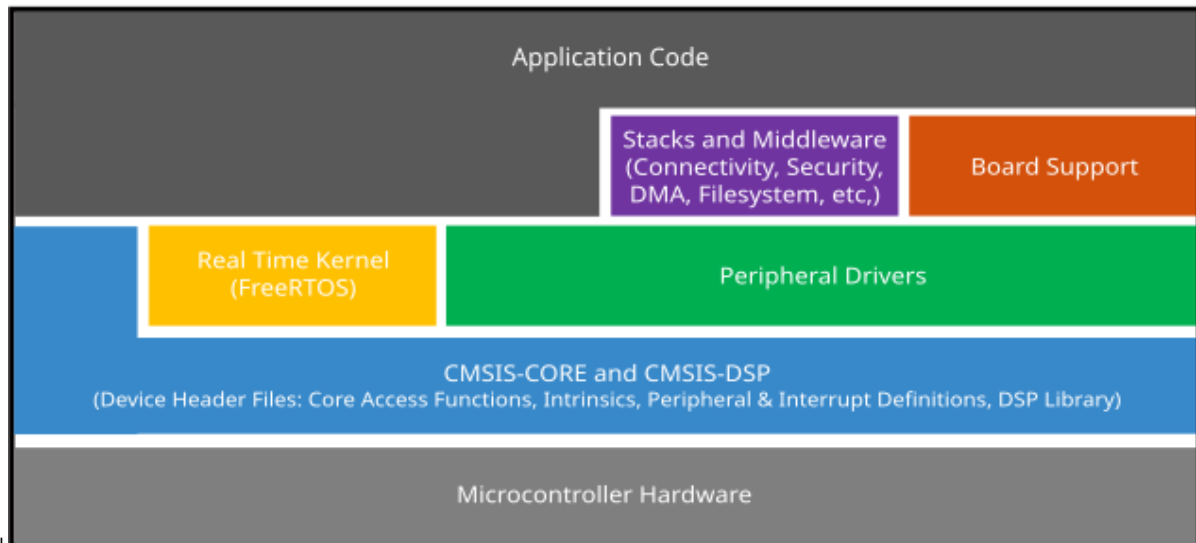 Application Code
Stacks and Middleware
(Connectivity, Security,
DMA, Filesystem, etc,)
Board Support
Real Time Kernel
(FreeRTOS)
Peripheral Drivers
CMSIS-CORE and CMSIS-DSP
(Device Header Files: Core Access Functions, Intrinsics, Peripheral & Interrupt Definitions, DSP Library)
Microcontroller Hardware